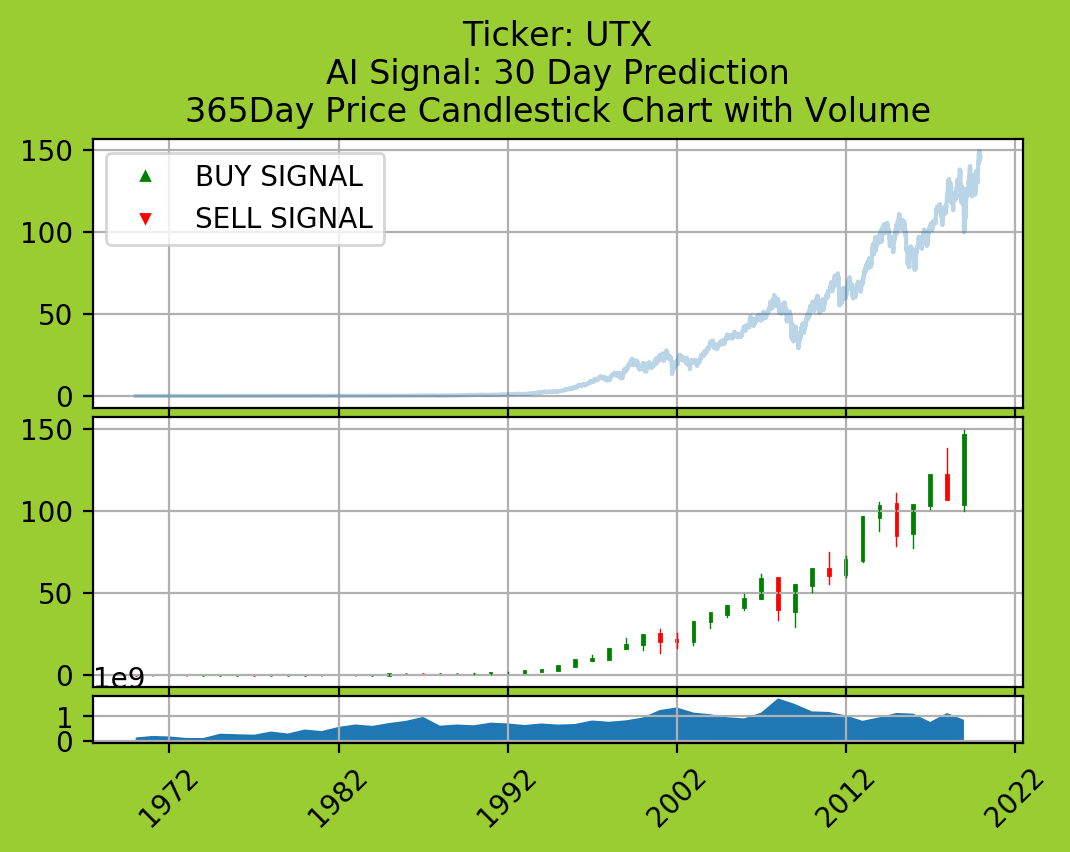 Ticker: UTX
AI Signal: 30 Day Prediction
365Day Price Candlestick Chart with Volume
150
100
50
0
BUY SIGNAL
SELL SIGNAL
150
100
50
0
1e9
1
0
1972
1982
1992
2002
2012
2022